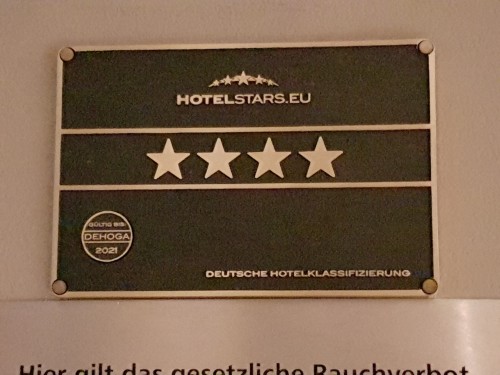 HOTELSTARS.EU
GÜLTIG BIS:
DEHOGA
2021
DEUTSCHE HOTELKLASSIFIZIERUNG
Hier gilt das gesetzliche Rauchverbot